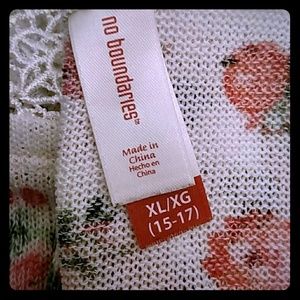 no boundaries
Made in
China
Hecho en
China
XL/XG
(15-17)